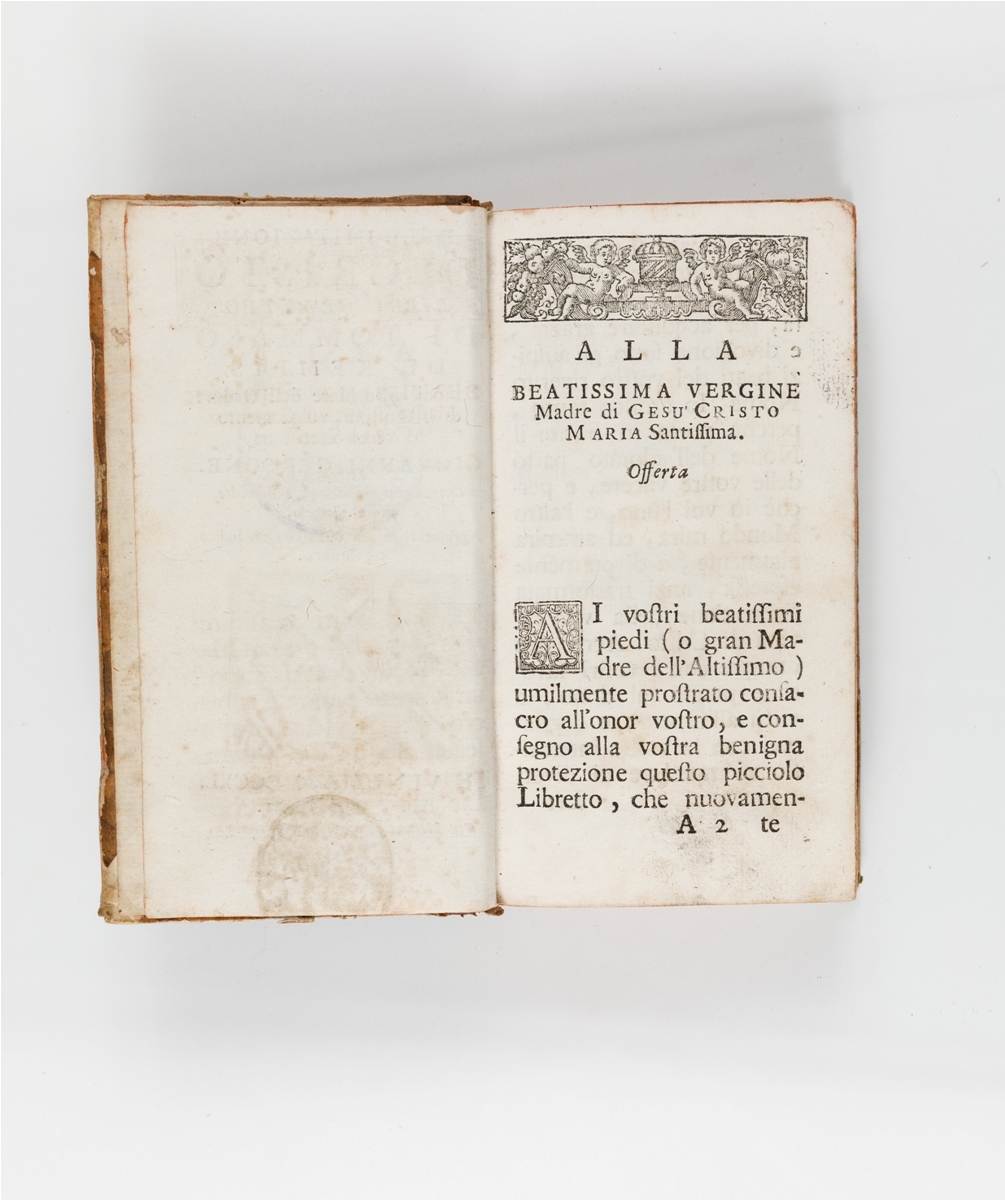 ALLA
BEATISSIMA VERGINE
Madre di GESU' CRISTO
MARIA Santiſſima.
Offerta
AI voſtri beatiſſimi
piedi ( o gran Ma-
dre dell'Altiſſimo )
umilmente proſtrato conſa-
cro all'onor voſtro, e con-
ſegno alla voſtra benigna
protezione queſto picciolo
Libretto, che nuovamen-
A 2 te